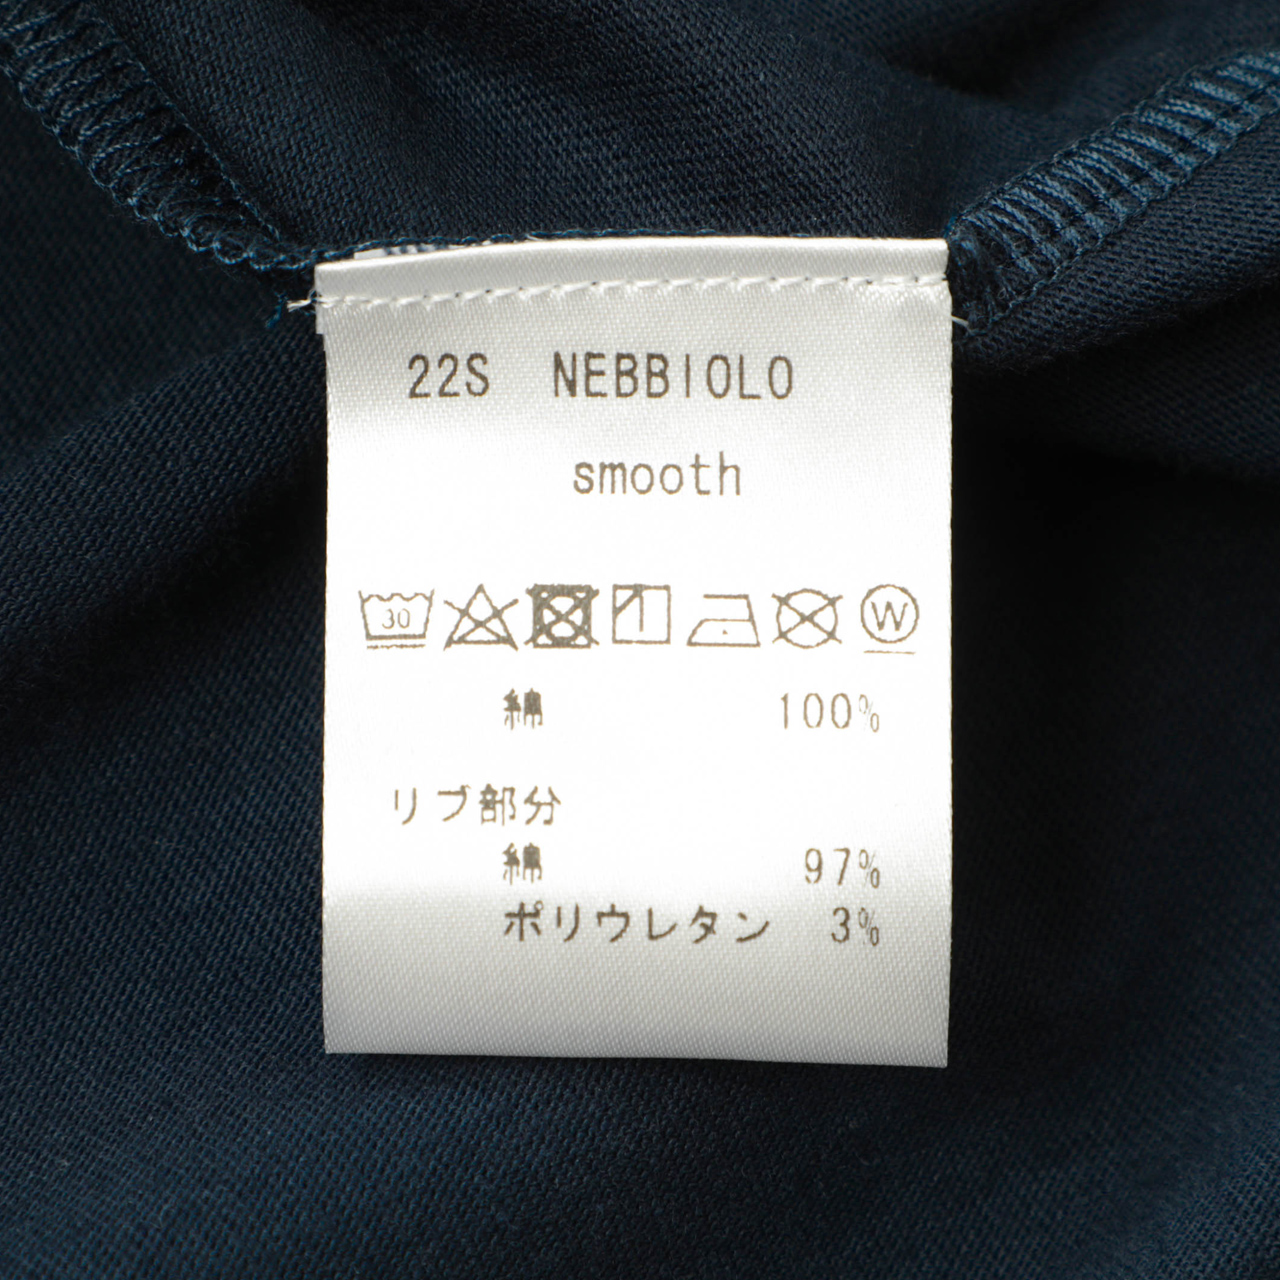 22S NEBBIOLO
smooth
30 W
綿 100%
リブ部分
綿 97%
ポリウレタン 3%